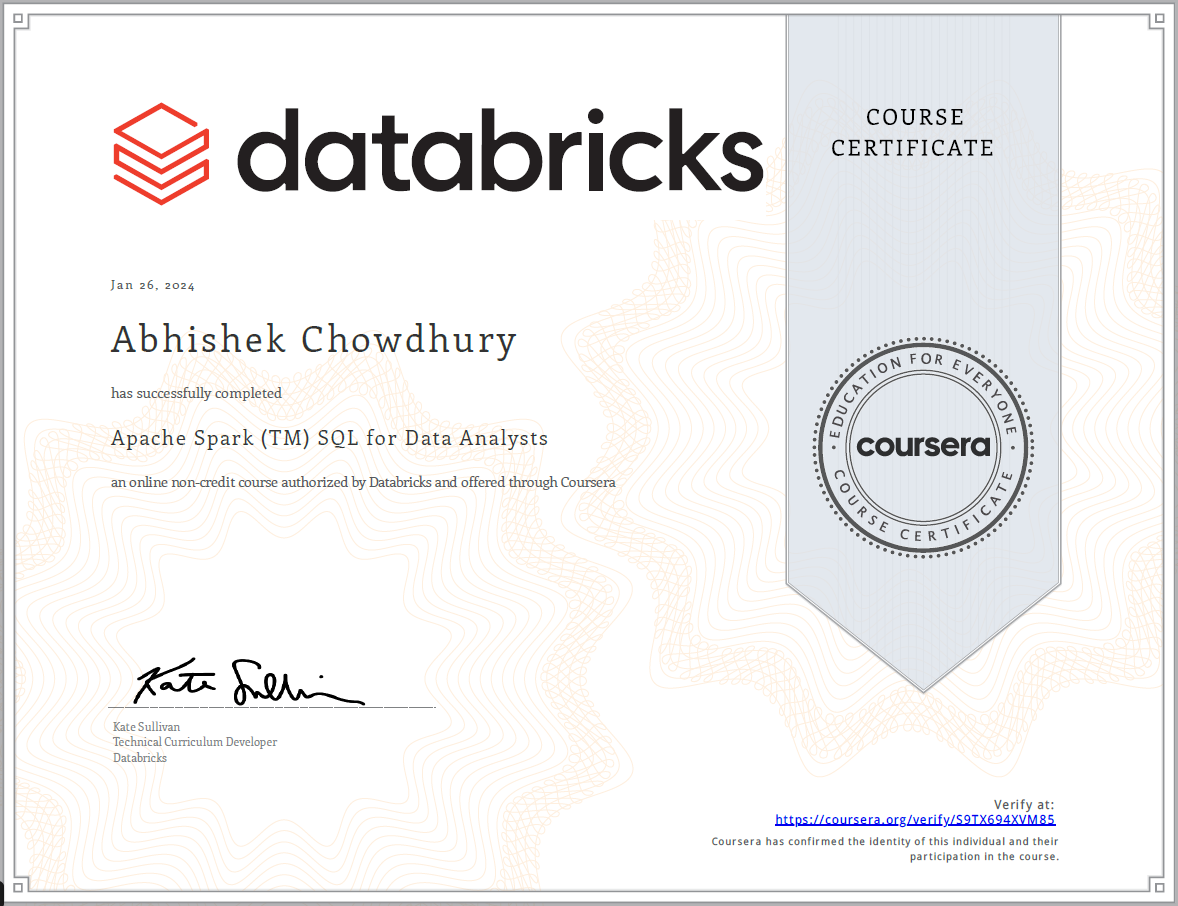 databricks
COURSE
CERTIFICATE
Jan 26, 2024
Abhishek Chowdhury
has successfully completed
Apache Spark (TM) SQL for Data Analysts
an online non-credit course authorized by Databricks and offered through Coursera
EDUCATION FOR EVERYONE
coursera
COURSE CERTIFICATE
Kate Sullivan
Kate Sullivan
Technical Curriculum Developer
Databricks
Verify at:
https://coursera.org/verify/S9TX694XVM85
Coursera has confirmed the identity of this individual and their
participation in the course.